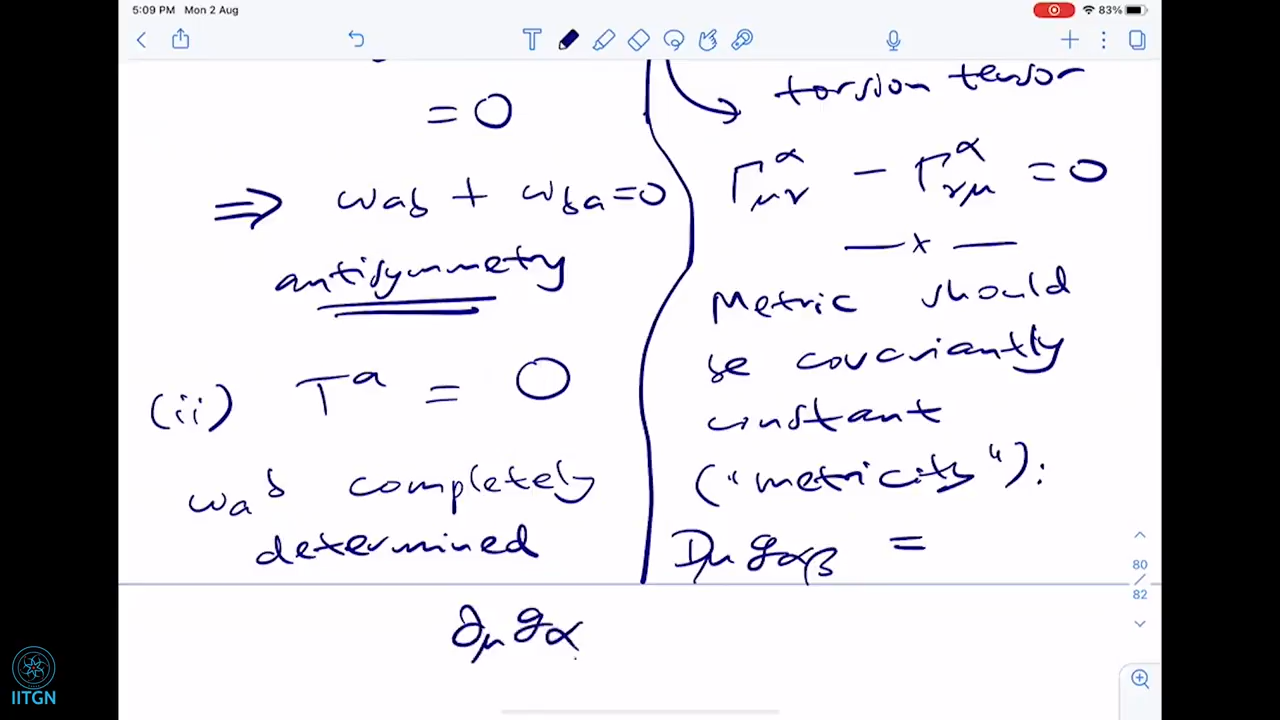 5:09 PM Mon 2 Aug
83%
= 0
⇒ ωab + ωba = 0
antisymmetry
(ii) T^a = 0
ω_a^b completely
determined
torsion tensor
Γ^α_μν − Γ^α_νμ = 0
— x —
Metric should
be covariantly
constant
("metricity"):
D_μ g_αβ =
∂_μ g_α
80
82
IITGN